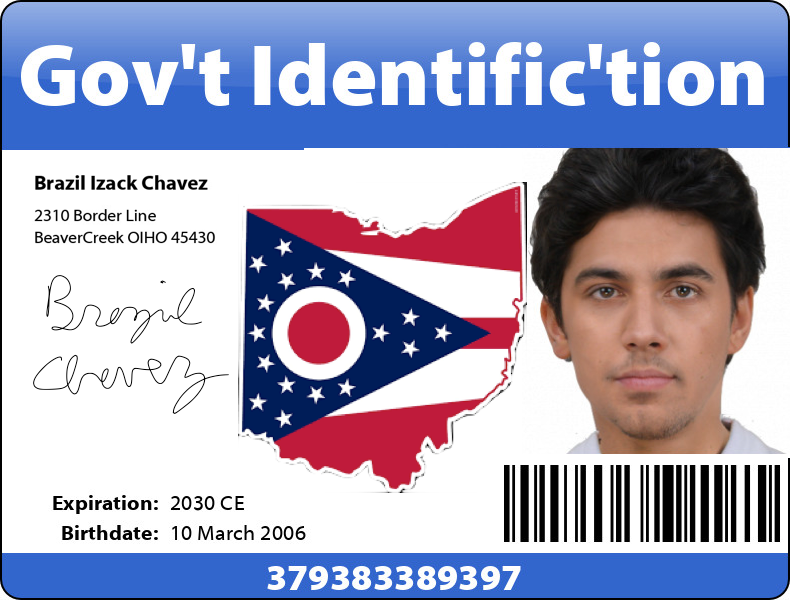 Gov't Identific'tion
Brazil Izack Chavez
2310 Border Line
BeaverCreek OIHO 45430
Brazil
Chavez
Expiration: 2030 CE
Birthdate: 10 March 2006
379383389397